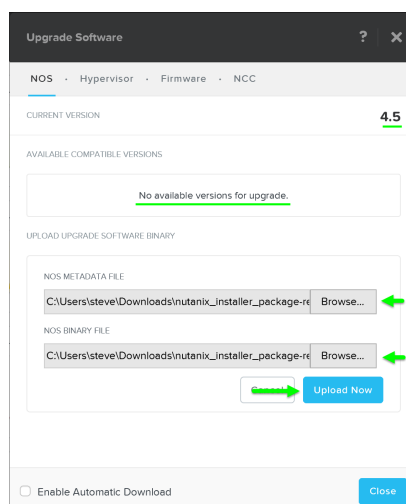 Upgrade Software ? X
NOS · Hypervisor · Firmware · NCC
CURRENT VERSION 4.5
AVAILABLE COMPATIBLE VERSIONS
No available versions for upgrade.
UPLOAD UPGRADE SOFTWARE BINARY
NOS METADATA FILE
C:\Users\steve\Downloads\nutanix_installer_package-re Browse...
NOS BINARY FILE
C:\Users\steve\Downloads\nutanix_installer_package-re Browse...
Cancel Upload Now
Enable Automatic Download Close